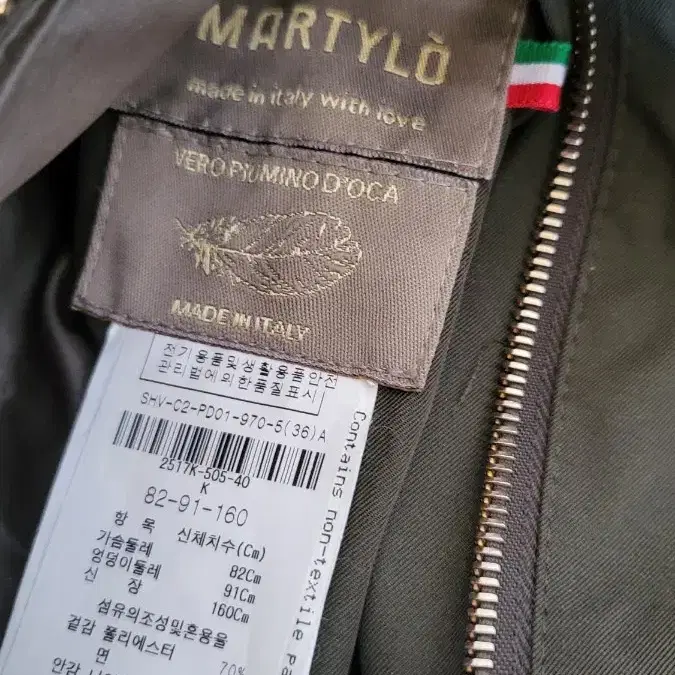 MARTYLÒ
made in italy with love
VERO PIUMINO D'OCA
MADE IN ITALY
전기용품및생활용품안전
관리법에의한품질표시
SHV-C2-PD01-970-5(36)A
2517K-505-40
K
82-91-160
항 목 신체치수(Cm)
가슴둘레 82Cm
엉덩이둘레 91Cm
신 장 160Cm
섬유의조성및혼용율
겉감 폴리에스터
면 70%
안감
Contains non-textile